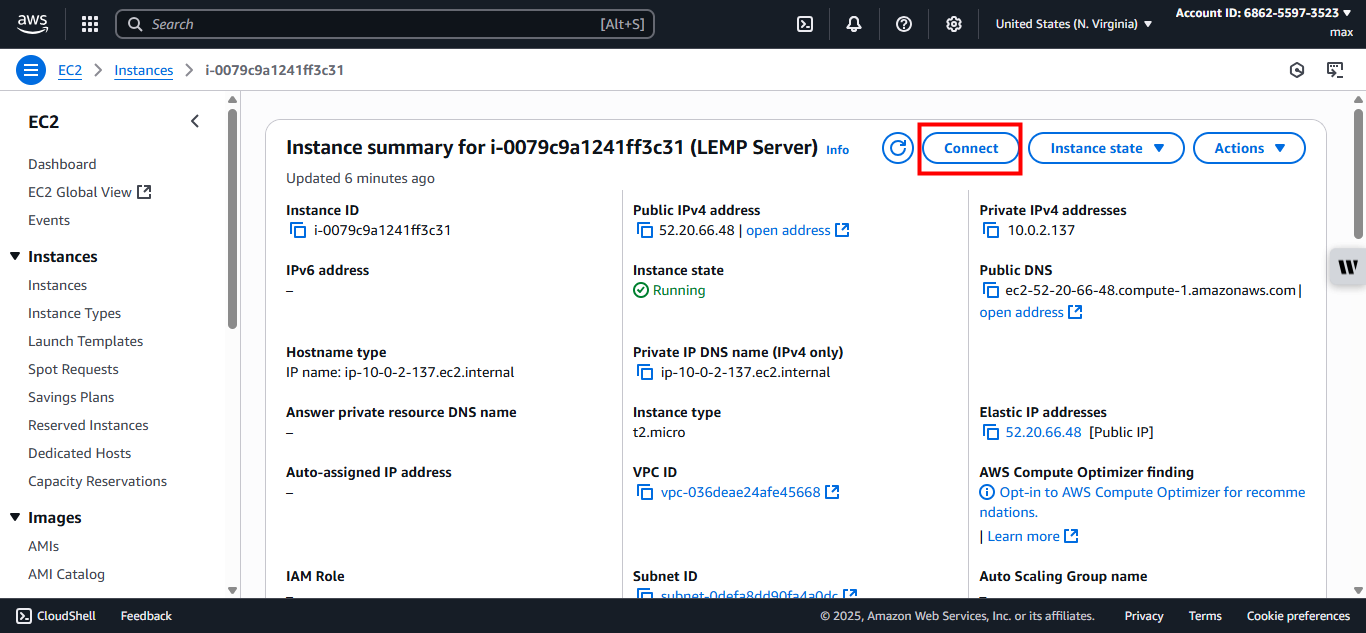 aws
Search [Alt+S]
United States (N. Virginia)
Account ID: 6862-5597-3523
max
EC2 Instances i-0079c9a1241ff3c31
EC2
Dashboard
EC2 Global View
Events
Instances
Instances
Instance Types
Launch Templates
Spot Requests
Savings Plans
Reserved Instances
Dedicated Hosts
Capacity Reservations
Images
AMIs
AMI Catalog
Instance summary for i-0079c9a1241ff3c31 (LEMP Server) Info
Connect
Instance state
Actions
Updated 6 minutes ago
Instance ID
i-0079c9a1241ff3c31
Public IPv4 address
52.20.66.48 | open address
Private IPv4 addresses
10.0.2.137
IPv6 address
–
Instance state
Running
Public DNS
ec2-52-20-66-48.compute-1.amazonaws.com |
open address
Hostname type
IP name: ip-10-0-2-137.ec2.internal
Private IP DNS name (IPv4 only)
ip-10-0-2-137.ec2.internal
Answer private resource DNS name
–
Instance type
t2.micro
Elastic IP addresses
52.20.66.48 [Public IP]
Auto-assigned IP address
–
VPC ID
vpc-036deae24afe45668
AWS Compute Optimizer finding
Opt-in to AWS Compute Optimizer for recomme
ndations.
| Learn more
IAM Role
–
Subnet ID
subnet-0defa8dd90fa4a0dc
Auto Scaling Group name
–
W
CloudShell
Feedback
© 2025, Amazon Web Services, Inc. or its affiliates.
Privacy
Terms
Cookie preferences